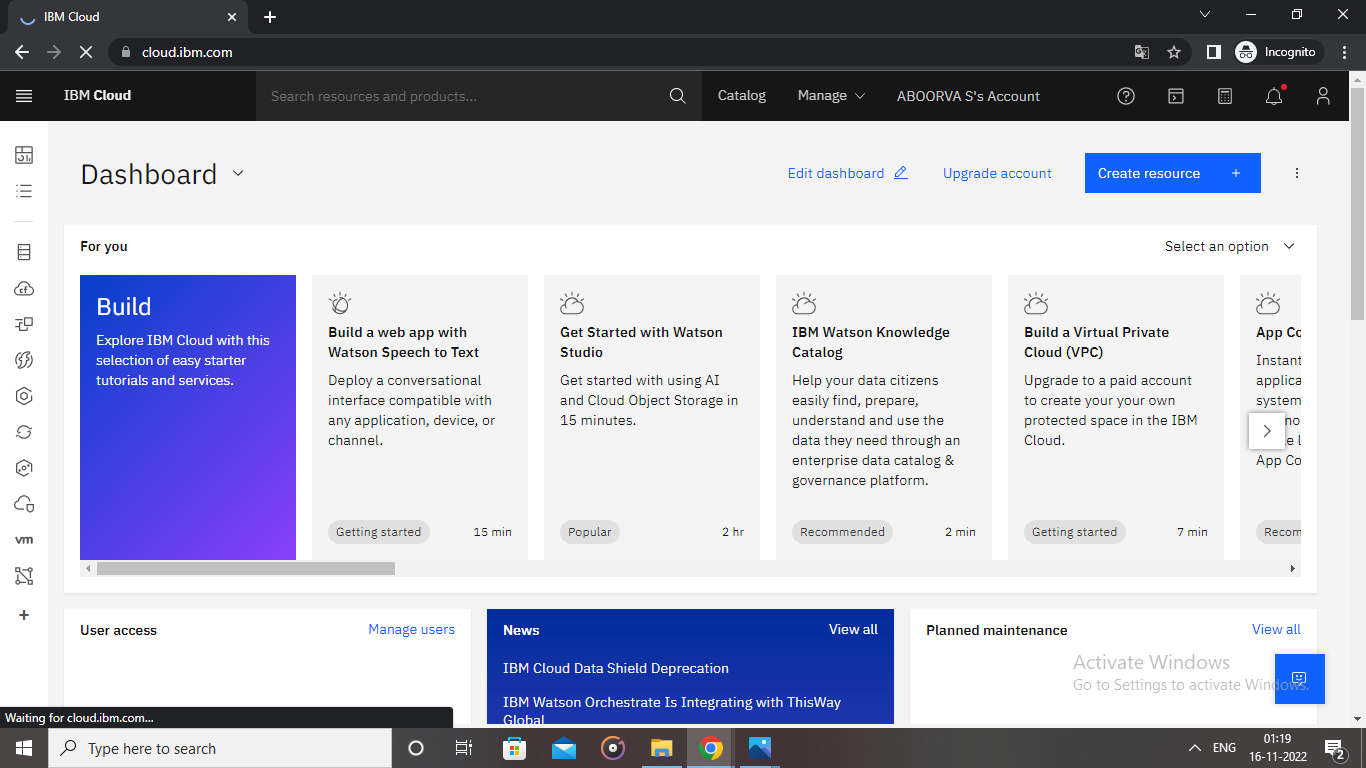 IBM Cloud
cloud.ibm.com
Incognito
IBM Cloud
Search resources and products...
Catalog
Manage
ABOORVA S's Account
Dashboard
Edit dashboard
Upgrade account
Create resource +
For you
Select an option
Build
Explore IBM Cloud with this
selection of easy starter
tutorials and services.
Build a web app with
Watson Speech to Text
Deploy a conversational
interface compatible with
any application, device, or
channel.
Getting started
15 min
Get Started with Watson
Studio
Get started with using AI
and Cloud Object Storage in
15 minutes.
Popular
2 hr
IBM Watson Knowledge
Catalog
Help your data citizens
easily find, prepare,
understand and use the
data they need through an
enterprise data catalog &
governance platform.
Recommended
2 min
Build a Virtual Private
Cloud (VPC)
Upgrade to a paid account
to create your your own
protected space in the IBM
Cloud.
Getting started
7 min
App Co
Instant
applica
system
no
e l
App Co
Recom
cf
vm
User access
Manage users
News
View all
IBM Cloud Data Shield Deprecation
IBM Watson Orchestrate Is Integrating with ThisWay
Global
Planned maintenance
View all
Activate Windows
Go to Settings to activate Windows.
Waiting for cloud.ibm.com...
Type here to search
ENG
01:19
16-11-2022
2